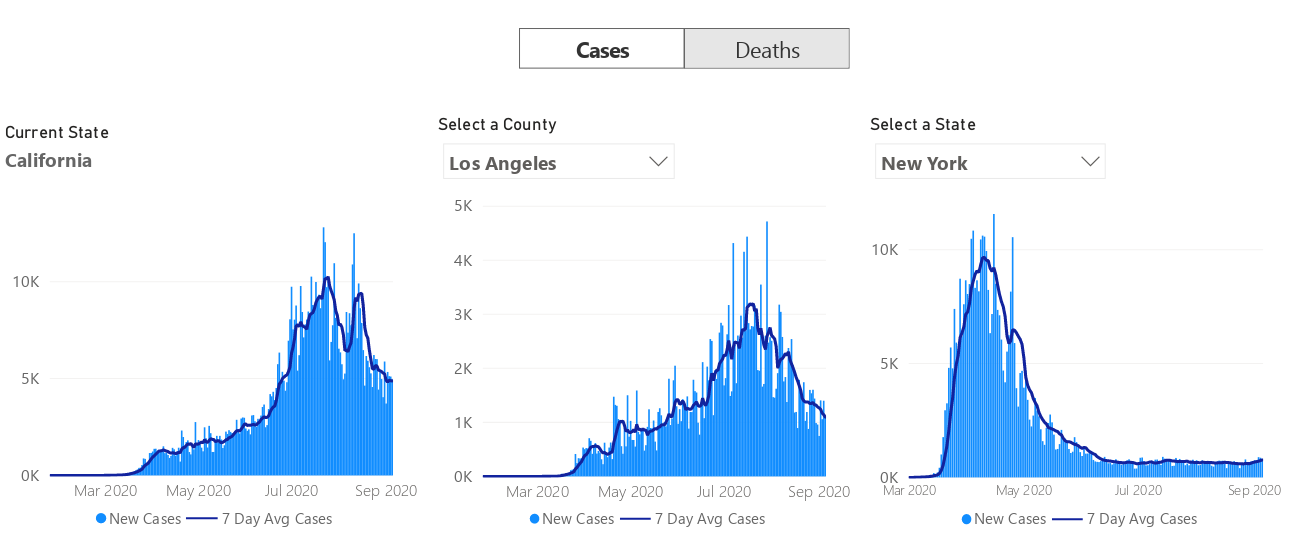 Cases Deaths
Current State
California
10K
5K
0K
Mar 2020 May 2020 Jul 2020 Sep 2020
New Cases 7 Day Avg Cases
Select a County
Los Angeles
5K
4K
3K
2K
1K
0K
Mar 2020 May 2020 Jul 2020 Sep 2020
New Cases 7 Day Avg Cases
Select a State
New York
10K
5K
0K
Mar 2020 May 2020 Jul 2020 Sep 2020
New Cases 7 Day Avg Cases